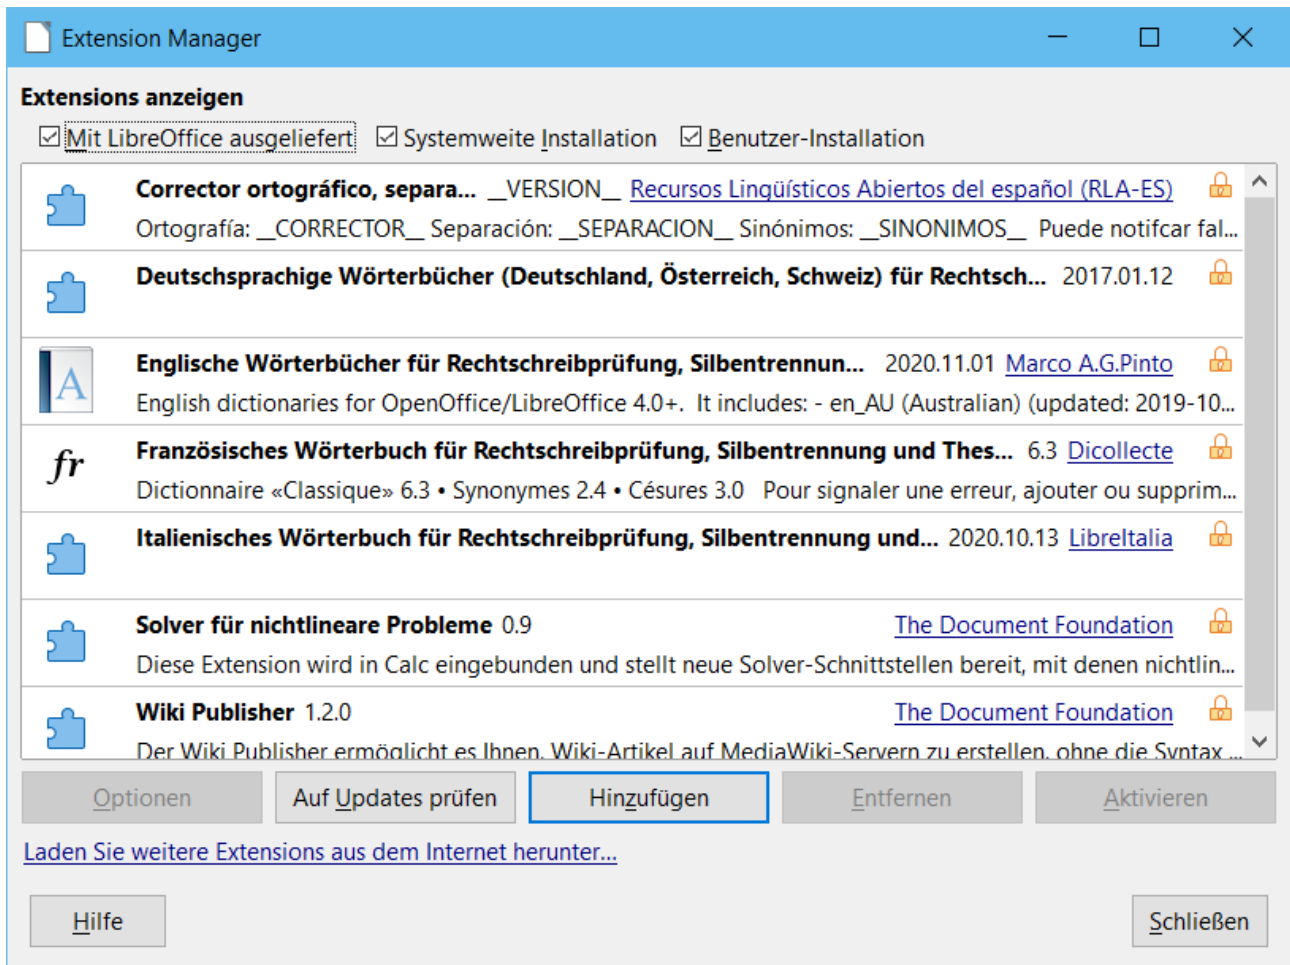 Extension Manager
Extensions anzeigen
Mit LibreOffice ausgeliefert Systemweite Installation Benutzer-Installation
Corrector ortográfico, separa... __VERSION__ Recursos Lingüísticos Abiertos del español (RLA-ES)
Ortografía: __CORRECTOR__ Separación: __SEPARACION__ Sinónimos: __SINONIMOS__ Puede notifcar fal...
Deutschsprachige Wörterbücher (Deutschland, Österreich, Schweiz) für Rechtsch... 2017.01.12
Englische Wörterbücher für Rechtschreibprüfung, Silbentrennun... 2020.11.01 Marco A.G.Pinto
English dictionaries for OpenOffice/LibreOffice 4.0+. It includes: - en_AU (Australian) (updated: 2019-10...
fr Französisches Wörterbuch für Rechtschreibprüfung, Silbentrennung und Thes... 6.3 Dicollecte
Dictionnaire «Classique» 6.3 • Synonymes 2.4 • Césures 3.0 Pour signaler une erreur, ajouter ou supprim...
Italienisches Wörterbuch für Rechtschreibprüfung, Silbentrennung und... 2020.10.13 LibreItalia
Solver für nichtlineare Probleme 0.9 The Document Foundation
Diese Extension wird in Calc eingebunden und stellt neue Solver-Schnittstellen bereit, mit denen nichtlin...
Wiki Publisher 1.2.0 The Document Foundation
Der Wiki Publisher ermöglicht es Ihnen, Wiki-Artikel auf MediaWiki-Servern zu erstellen, ohne die Syntax ...
Optionen Auf Updates prüfen Hinzufügen Entfernen Aktivieren
Laden Sie weitere Extensions aus dem Internet herunter...
Hilfe Schließen